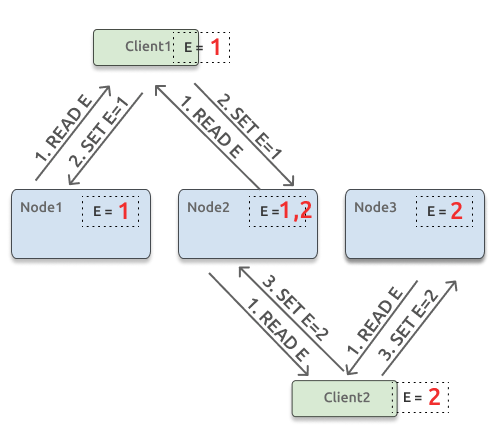 Client1 E = 1
1. READ E
2. SET E=1
2. SET E=1
1. READ E
Node1 E = 1
Node2 E =1,2
Node3 E = 2
3. SET E=2
1. READ E
1. READ E
3. SET E=2
Client2 E = 2